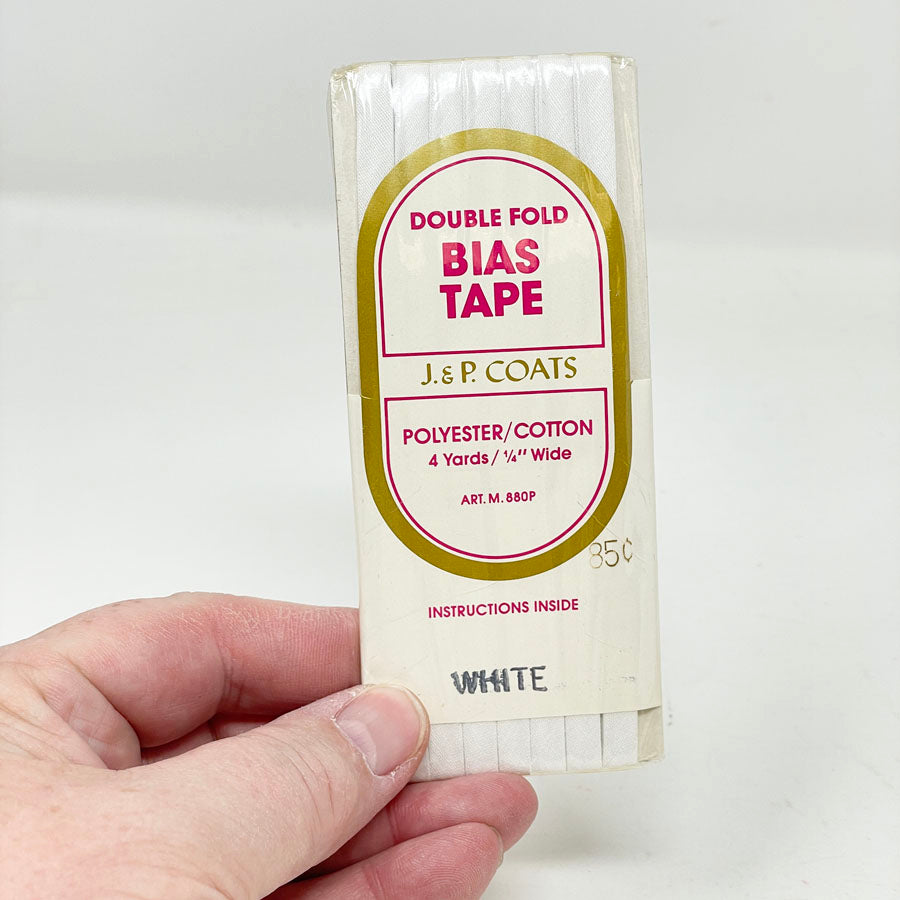 DOUBLE FOLD
BIAS
TAPE
J. & P. COATS
POLYESTER/COTTON
4 Yards / ¼" Wide
ART. M. 880P
85¢
INSTRUCTIONS INSIDE
WHITE